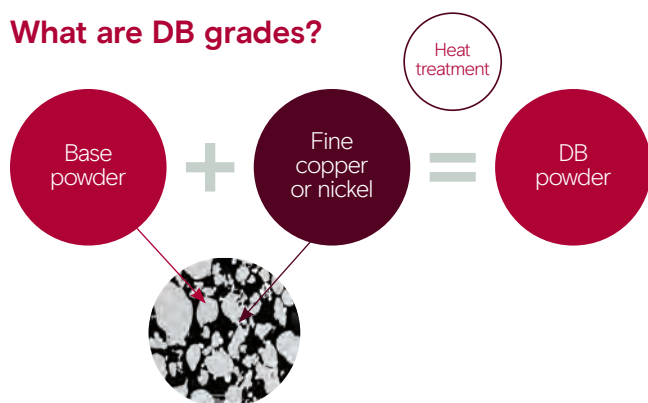 What are DB grades?
Heat
treatment
Base
powder
+
Fine
copper
or nickel
=
DB
powder